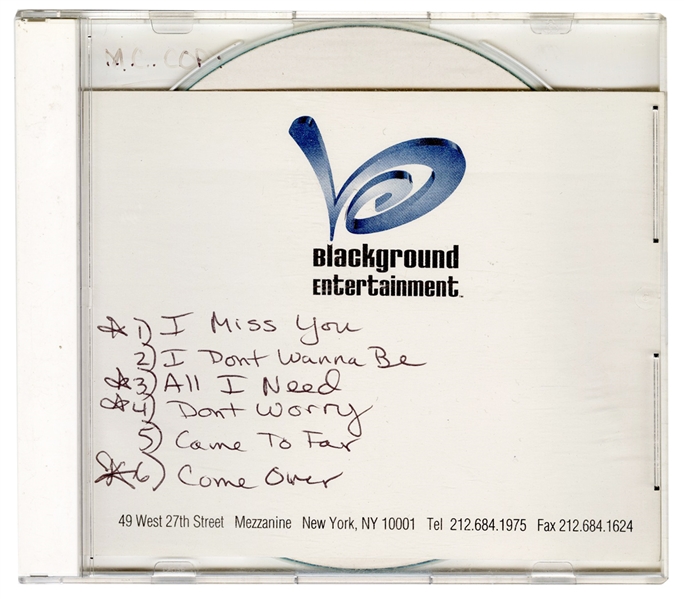 M.C. COPY
Blackground
Entertainment™
☆1) I Miss You
2) I Dont Wanna Be
☆3) All I Need
☆4) Dont Worry
5) Came To Far
☆6) Come Over
49 West 27th Street Mezzanine New York, NY 10001 Tel 212.684.1975 Fax 212.684.1624